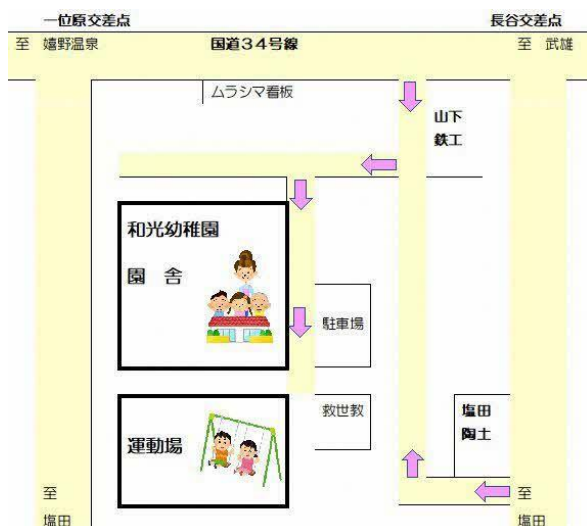 一位原交差点
長谷交差点
至 嬉野温泉
国道34号線
至 武雄
ムラシマ看板
山下
鉄工
和光幼稚園
園 舎
駐車場
救世教
塩田
陶土
運動場
至
塩田
至
塩田